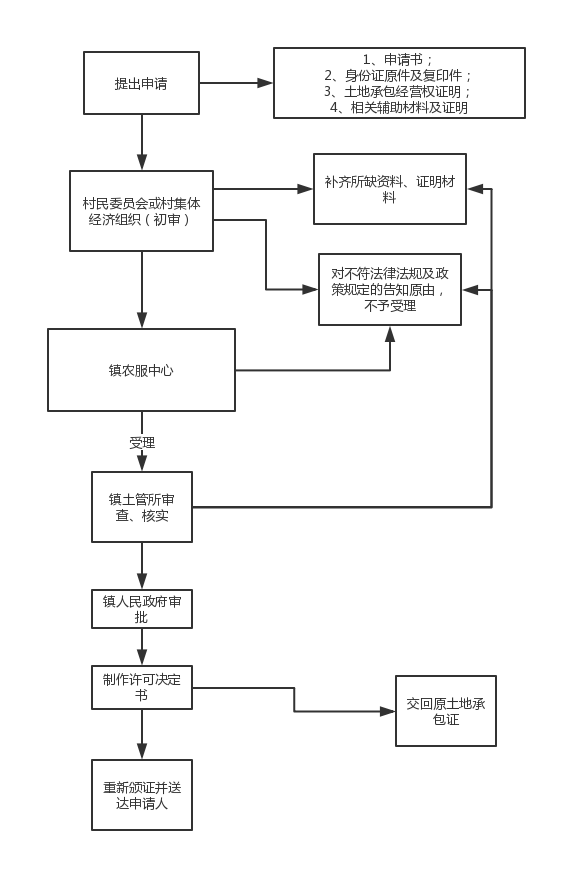 提出申请
1、申请书；
2、身份证原件及复印件；
3、土地承包经营权证明；
4、相关辅助材料及证明
村民委员会或村集体
经济组织（初审）
补齐所缺资料、证明材
料
对不符法律法规及政
策规定的告知原由，
不予受理
镇农服中心
受理
镇土管所审
查、核实
镇人民政府审
批
制作许可决定
书
交回原土地承
包证
重新颁证并送
达申请人